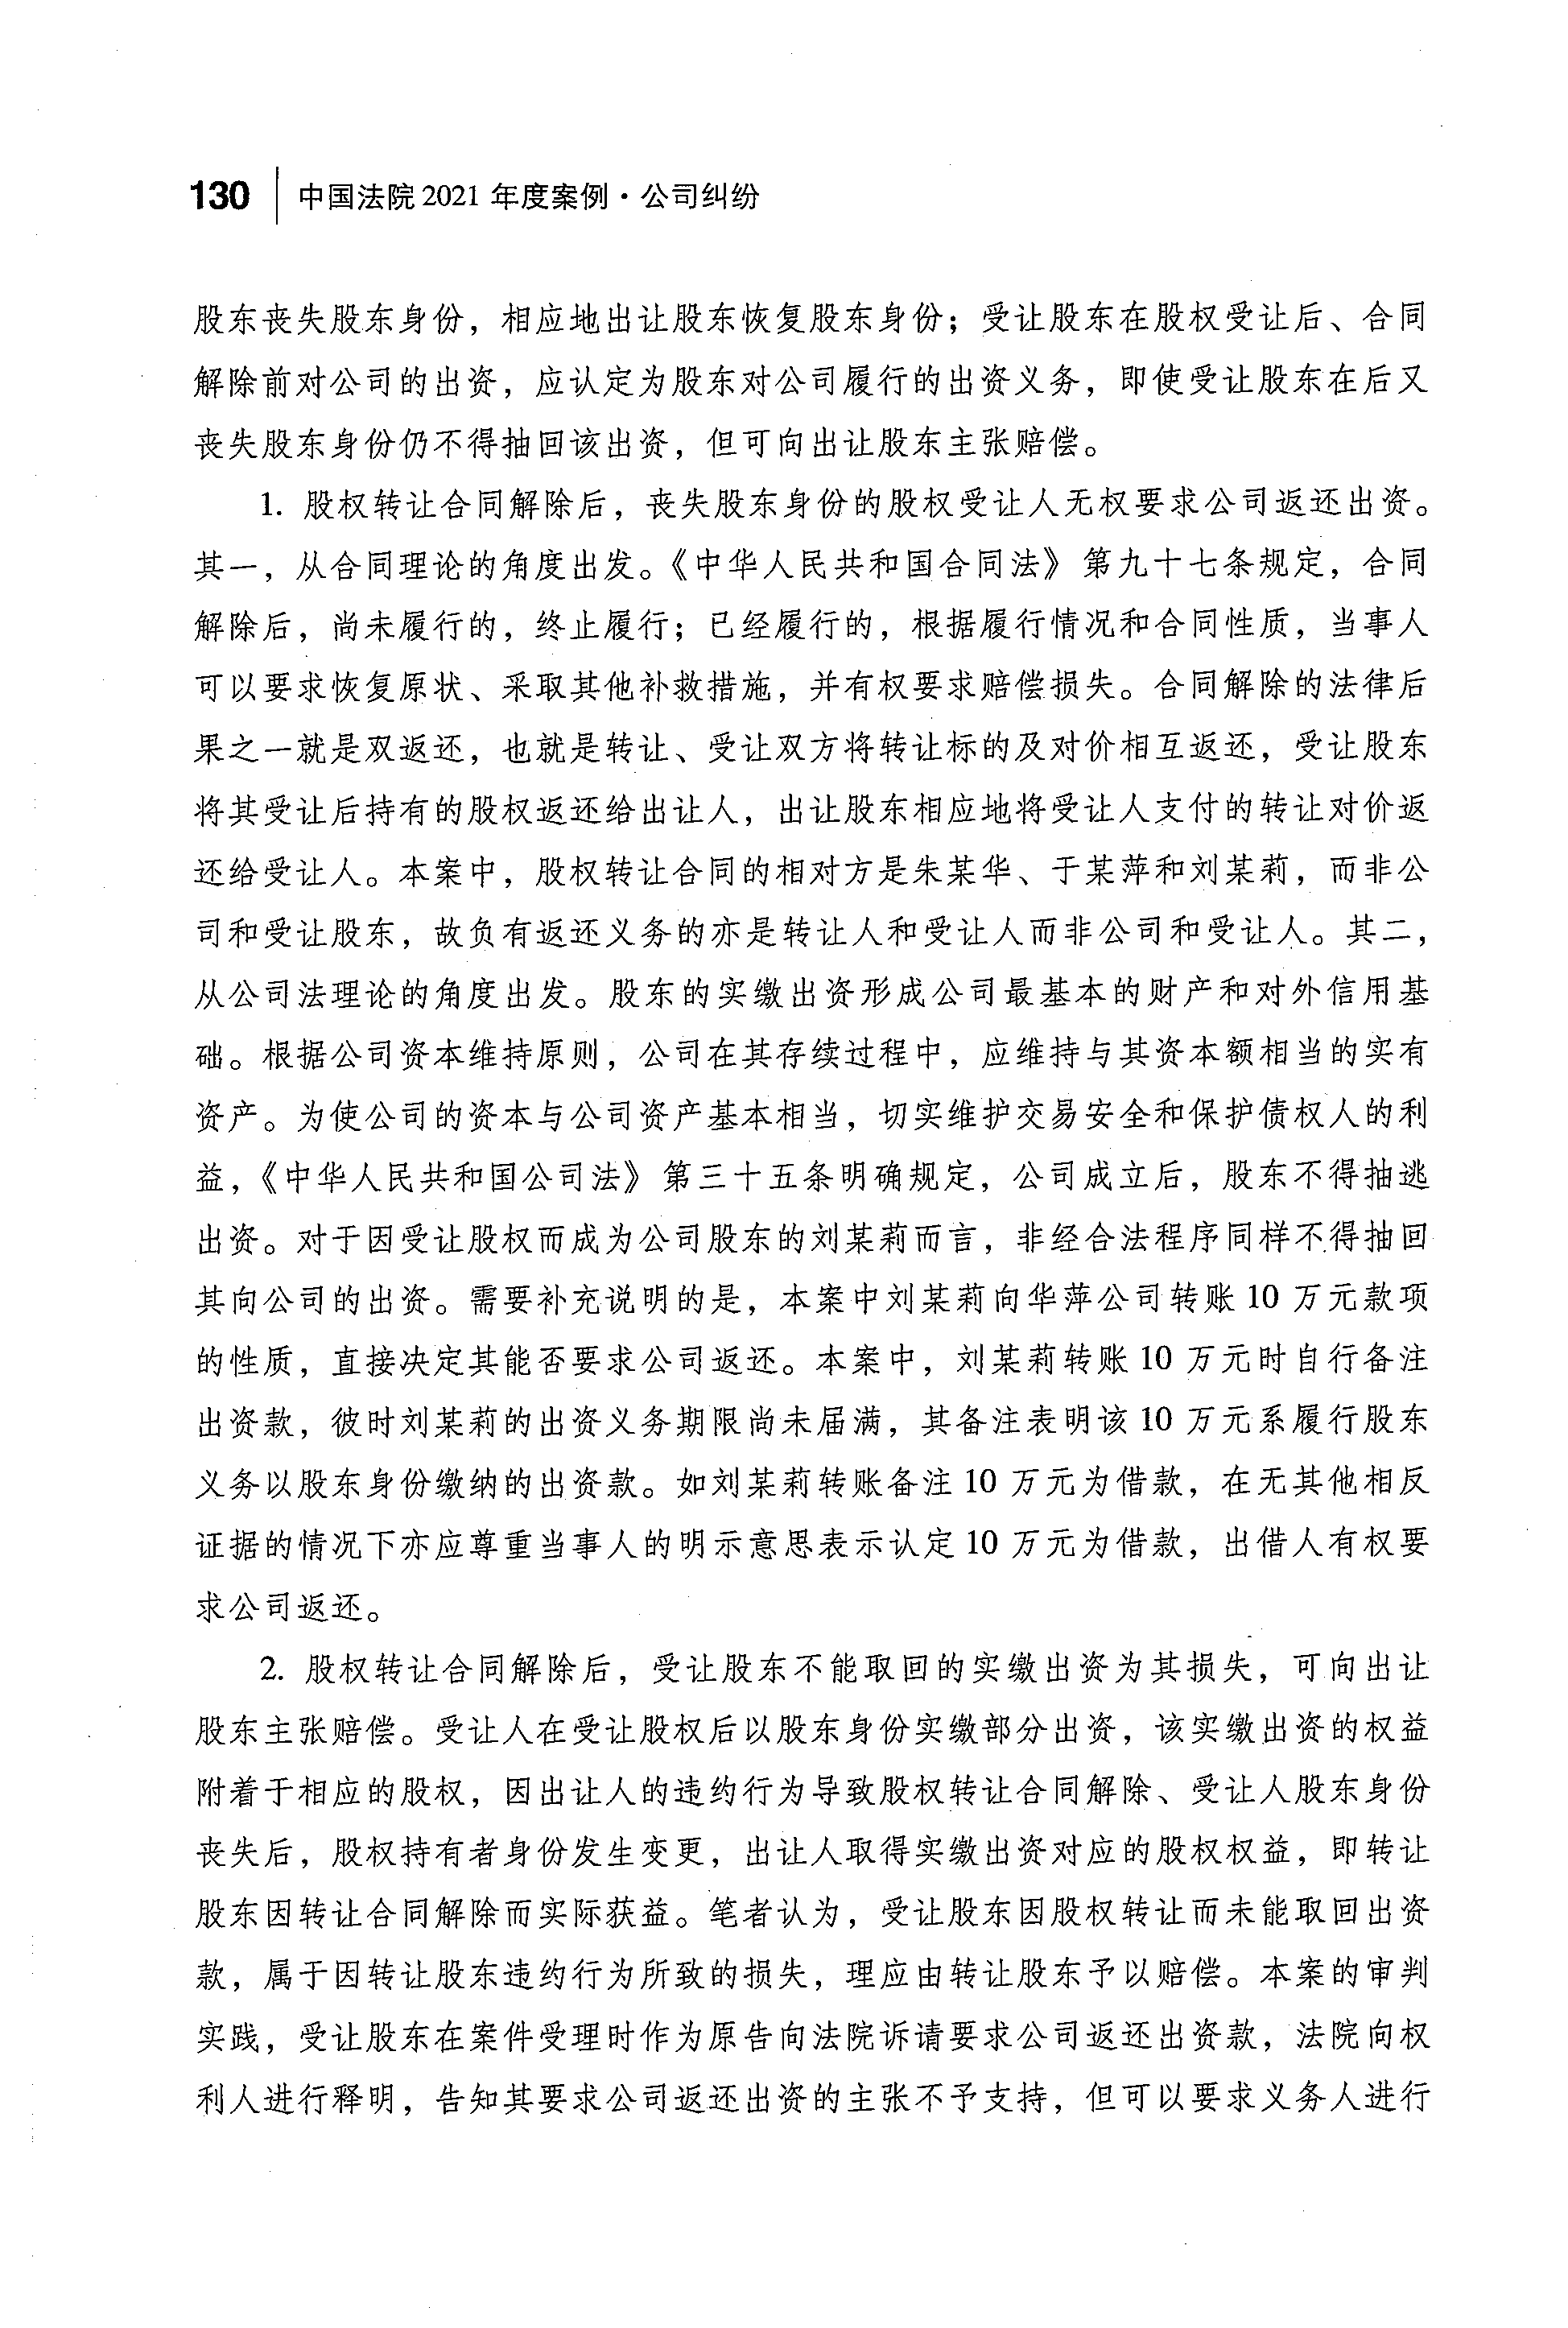 130 中国法院 2021 年度案例·公司纠纷
股东丧失股东身份，相应地出让股东恢复股东身份；受让股东在股权受让后、合同
解除前对公司的出资，应认定为股东对公司履行的出资义务，即使受让股东在后又
丧失股东身份仍不得抽回该出资，但可向出让股东主张赔偿。
1. 股权转让合同解除后，丧失股东身份的股权受让人无权要求公司返还出资。
其一，从合同理论的角度出发。《中华人民共和国合同法》第九十七条规定，合同
解除后，尚未履行的，终止履行；已经履行的，根据履行情况和合同性质，当事人
可以要求恢复原状、采取其他补救措施，并有权要求赔偿损失。合同解除的法律后
果之一就是双返还，也就是转让、受让双方将转让标的及对价相互返还，受让股东
将其受让后持有的股权返还给出让人，出让股东相应地将受让人支付的转让对价返
还给受让人。本案中，股权转让合同的相对方是朱某华、于某萍和刘某莉，而非公
司和受让股东，故负有返还义务的亦是转让人和受让人而非公司和受让人。其二，
从公司法理论的角度出发。股东的实缴出资形成公司最基本的财产和对外信用基
础。根据公司资本维持原则，公司在其存续过程中，应维持与其资本额相当的实有
资产。为使公司的资本与公司资产基本相当，切实维护交易安全和保护债权人的利
益，《中华人民共和国公司法》第三十五条明确规定，公司成立后，股东不得抽逃
出资。对于因受让股权而成为公司股东的刘某莉而言，非经合法程序同样不得抽回
其向公司的出资。需要补充说明的是，本案中刘某莉向华萍公司转账 10 万元款项
的性质，直接决定其能否要求公司返还。本案中，刘某莉转账 10 万元时自行备注
出资款，彼时刘某莉的出资义务期限尚未届满，其备注表明该 10 万元系履行股东
义务以股东身份缴纳的出资款。如刘某莉转账备注 10 万元为借款，在无其他相反
证据的情况下亦应尊重当事人的明示意思表示认定 10 万元为借款，出借人有权要
求公司返还。
2. 股权转让合同解除后，受让股东不能取回的实缴出资为其损失，可向出让
股东主张赔偿。受让人在受让股权后以股东身份实缴部分出资，该实缴出资的权益
附着于相应的股权，因出让人的违约行为导致股权转让合同解除、受让人股东身份
丧失后，股权持有者身份发生变更，出让人取得实缴出资对应的股权权益，即转让
股东因转让合同解除而实际获益。笔者认为，受让股东因股权转让而未能取回出资
款，属于因转让股东违约行为所致的损失，理应由转让股东予以赔偿。本案的审判
实践，受让股东在案件受理时作为原告向法院诉请要求公司返还出资款，法院向权
利人进行释明，告知其要求公司返还出资的主张不予支持，但可以要求义务人进行